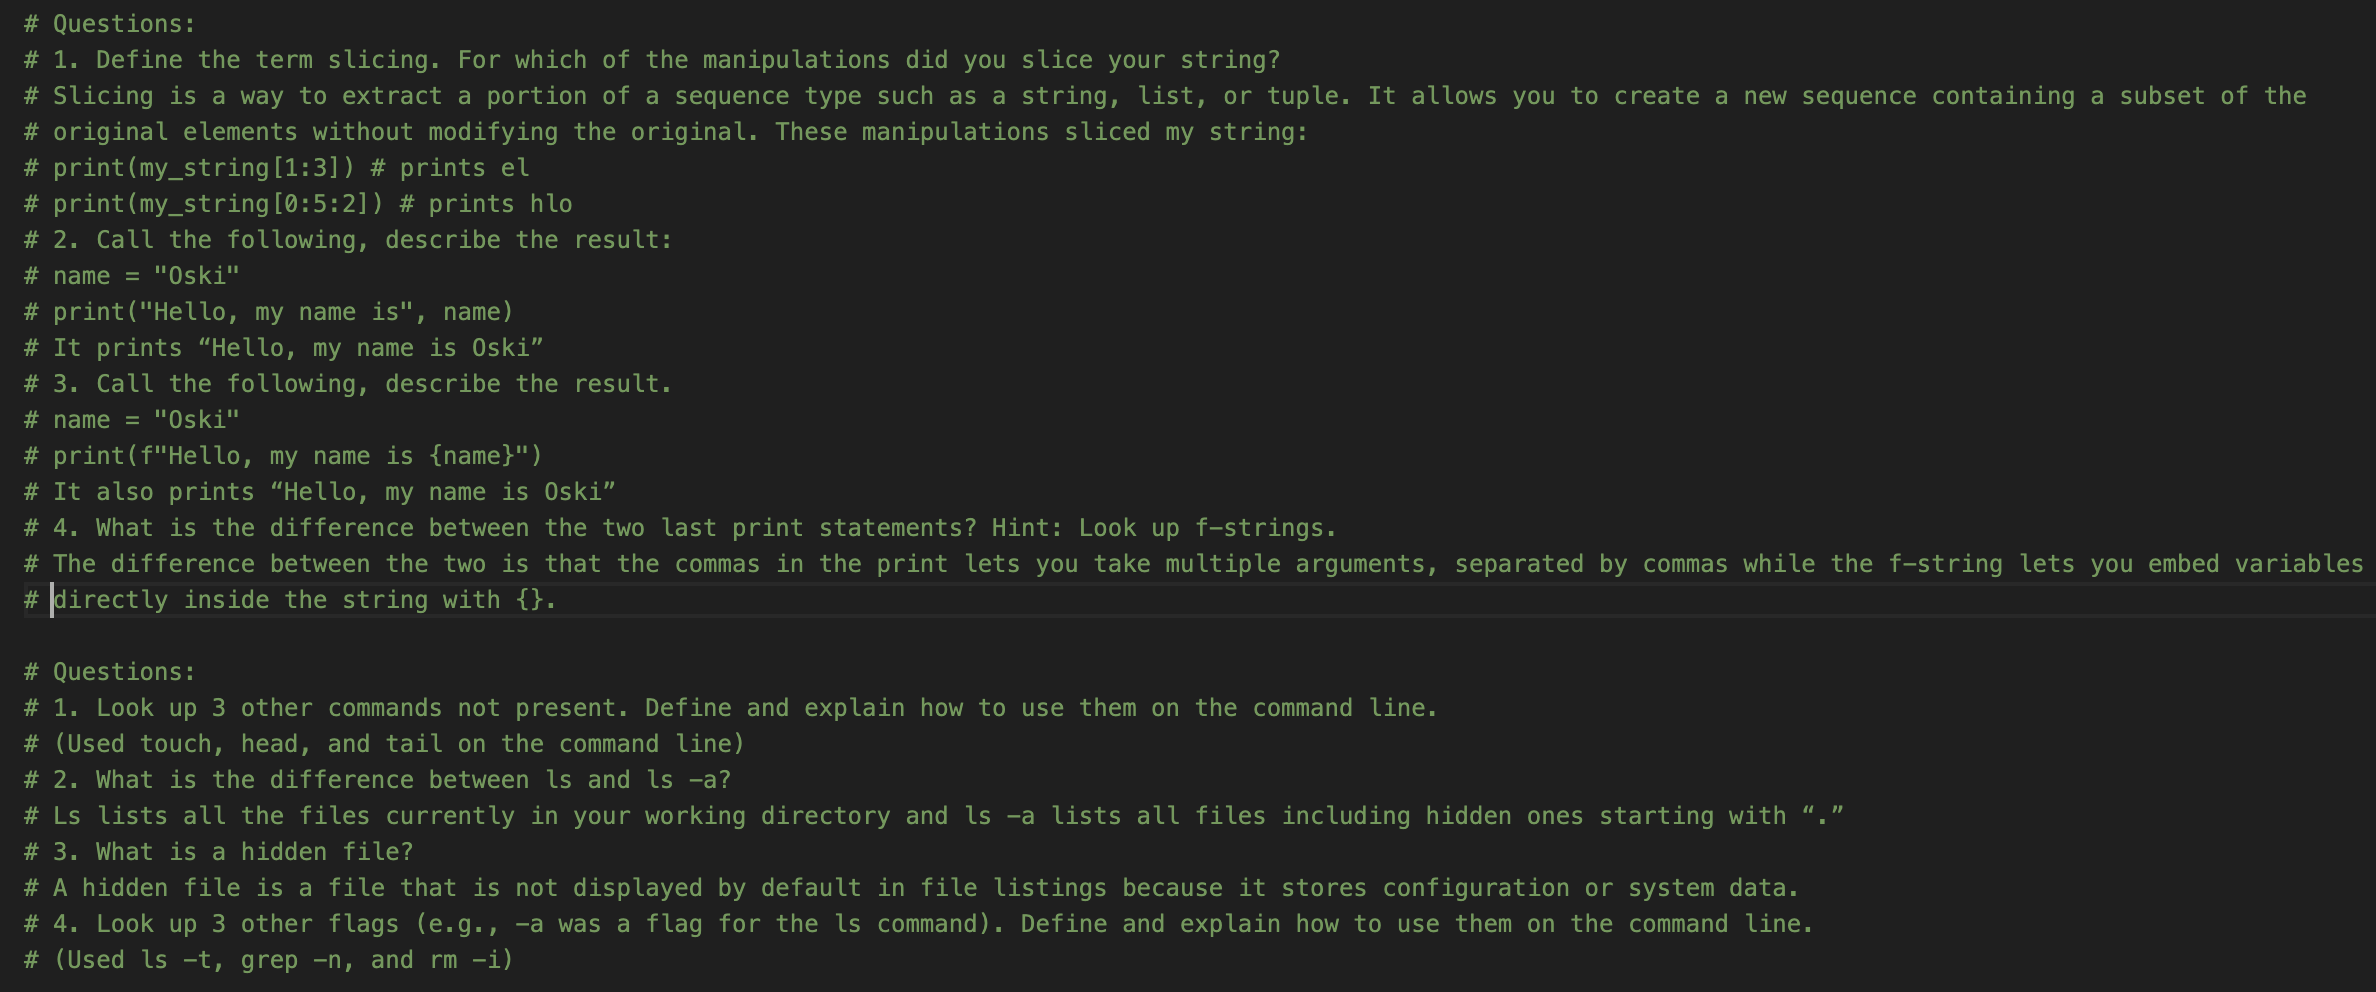 # Questions:
# 1. Define the term slicing. For which of the manipulations did you slice your string?
# Slicing is a way to extract a portion of a sequence type such as a string, list, or tuple. It allows you to create a new sequence containing a subset of the
# original elements without modifying the original. These manipulations sliced my string:
# print(my_string[1:3]) # prints el
# print(my_string[0:5:2]) # prints hlo
# 2. Call the following, describe the result:
# name = "Oski"
# print("Hello, my name is", name)
# It prints “Hello, my name is Oski”
# 3. Call the following, describe the result.
# name = "Oski"
# print(f"Hello, my name is {name}")
# It also prints “Hello, my name is Oski”
# 4. What is the difference between the two last print statements? Hint: Look up f-strings.
# The difference between the two is that the commas in the print lets you take multiple arguments, separated by commas while the f-string lets you embed variables
# directly inside the string with {}.
# Questions:
# 1. Look up 3 other commands not present. Define and explain how to use them on the command line.
# (Used touch, head, and tail on the command line)
# 2. What is the difference between ls and ls -a?
# Ls lists all the files currently in your working directory and ls -a lists all files including hidden ones starting with “.”
# 3. What is a hidden file?
# A hidden file is a file that is not displayed by default in file listings because it stores configuration or system data.
# 4. Look up 3 other flags (e.g., -a was a flag for the ls command). Define and explain how to use them on the command line.
# (Used ls -t, grep -n, and rm -i)